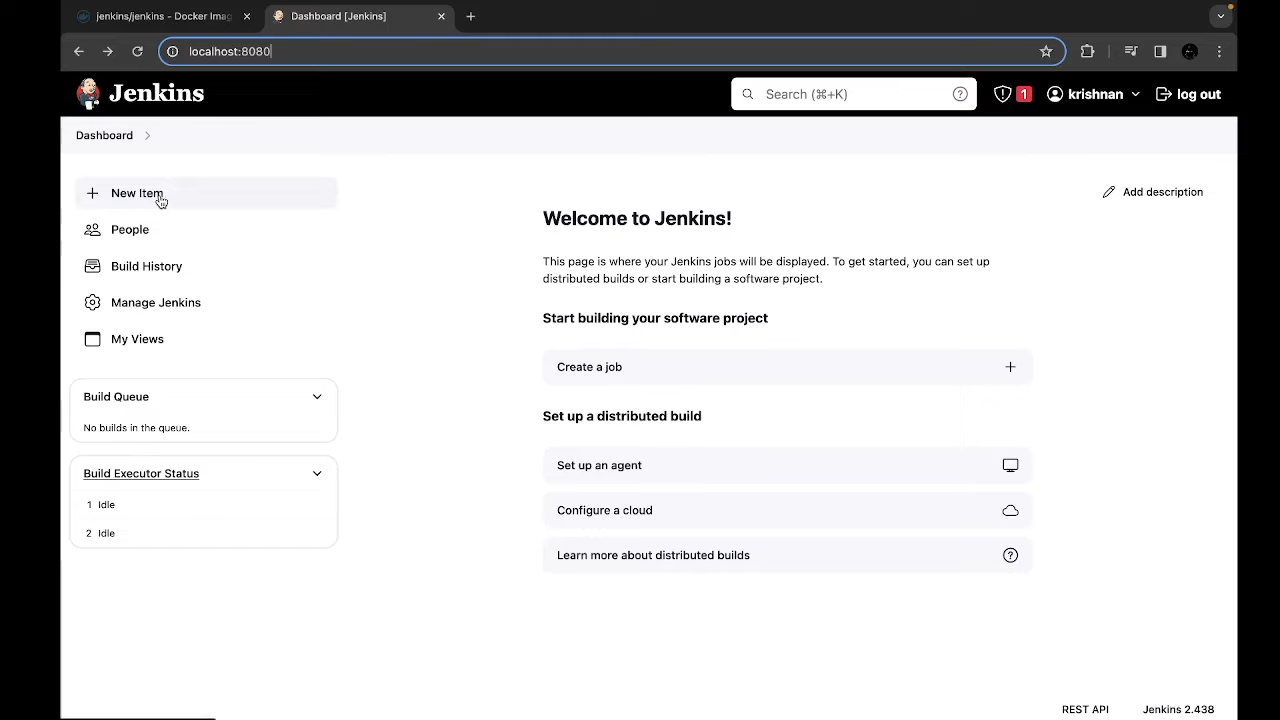 jenkins/jenkins - Docker Imag
Dashboard [Jenkins]
localhost:8080
Jenkins
Search (⌘+K)
1
krishnan
log out
Dashboard
New Item
People
Build History
Manage Jenkins
My Views
Build Queue
No builds in the queue.
Build Executor Status
1 Idle
2 Idle
Add description
Welcome to Jenkins!
This page is where your Jenkins jobs will be displayed. To get started, you can set up
distributed builds or start building a software project.
Start building your software project
Create a job
Set up a distributed build
Set up an agent
Configure a cloud
Learn more about distributed builds
REST API
Jenkins 2.438